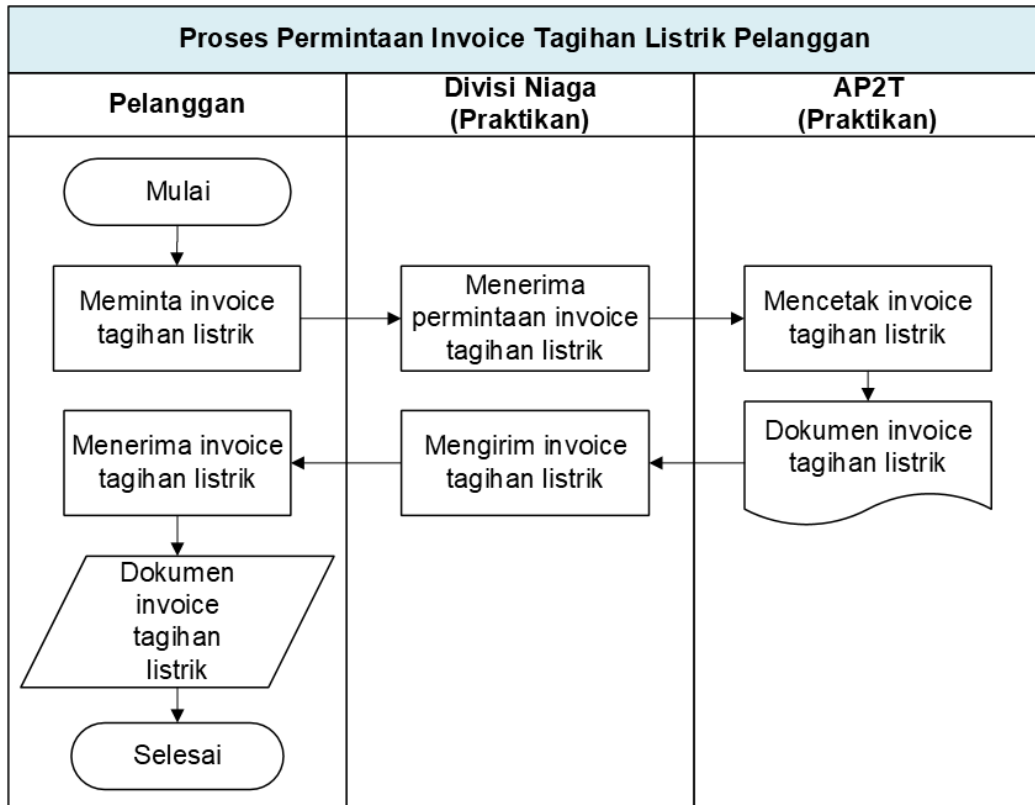 Proses Permintaan Invoice Tagihan Listrik Pelanggan
Pelanggan
Divisi Niaga
(Praktikan)
AP2T
(Praktikan)
Mulai
Meminta invoice
tagihan listrik
Menerima
permintaan invoice
tagihan listrik
Mencetak invoice
tagihan listrik
Menerima invoice
tagihan listrik
Mengirim invoice
tagihan listrik
Dokumen invoice
tagihan listrik
Dokumen
invoice
tagihan
listrik
Selesai